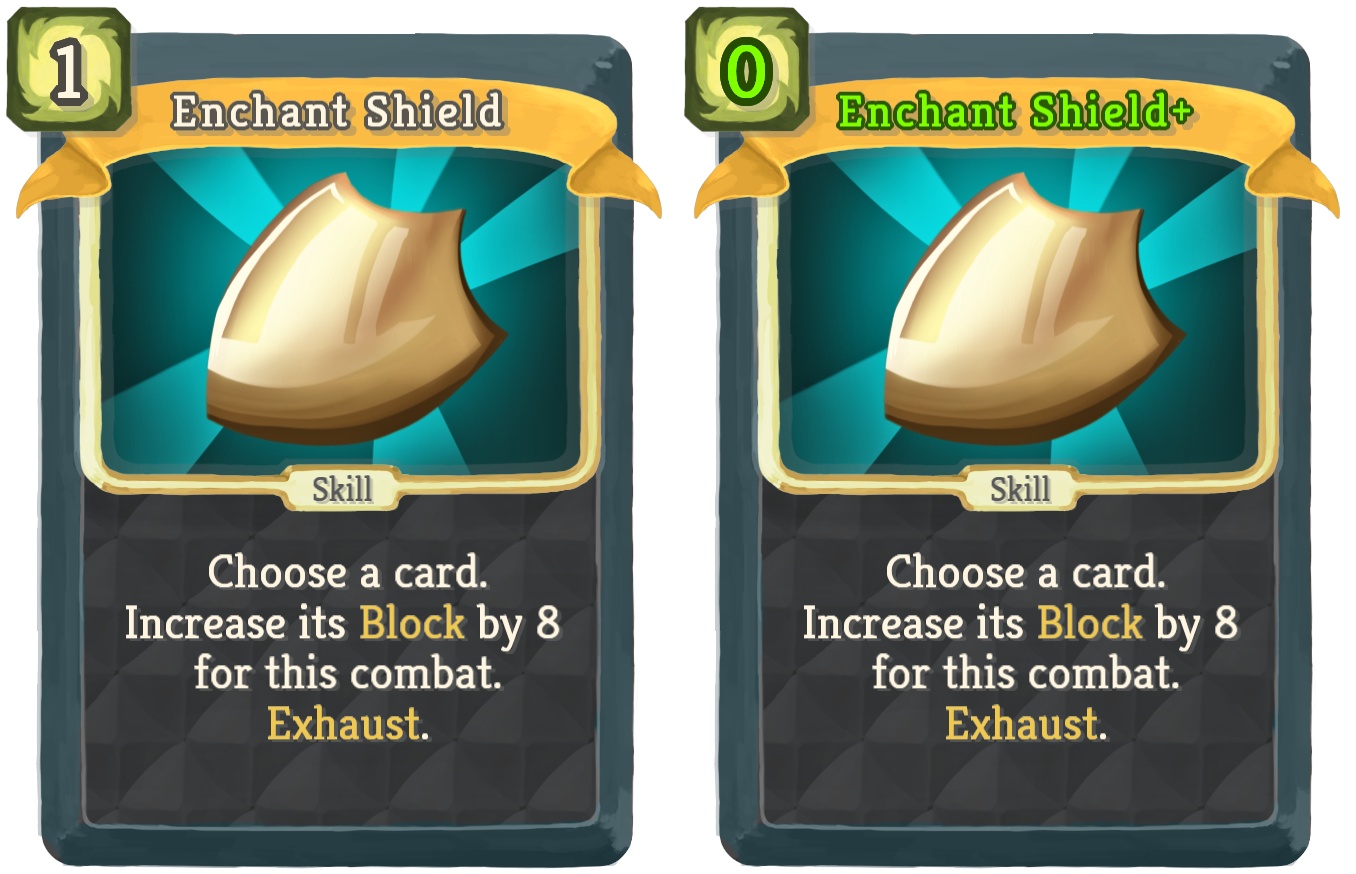 1
Enchant Shield
Skill
Choose a card.
Increase its Block by 8
for this combat.
Exhaust.
0
Enchant Shield+
Skill
Choose a card.
Increase its Block by 8
for this combat.
Exhaust.